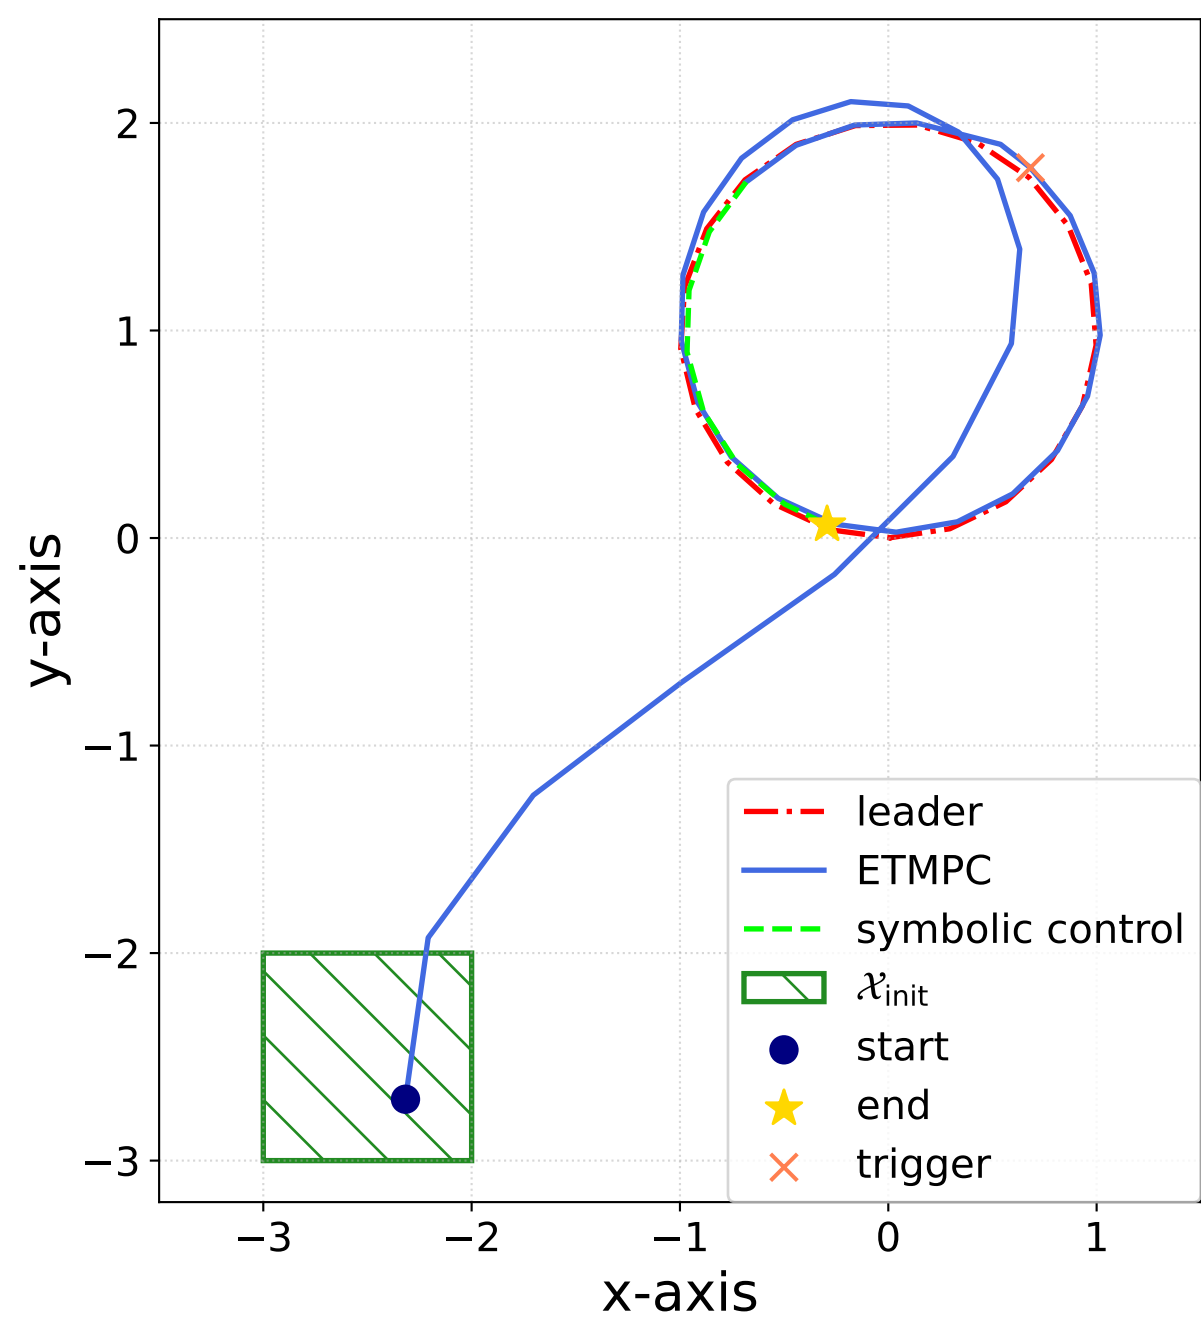 2
1
0
−1
−2
−3
y-axis
leader
ETMPC
symbolic control
𝒳init
start
end
trigger
−3 −2 −1 0 1
x-axis